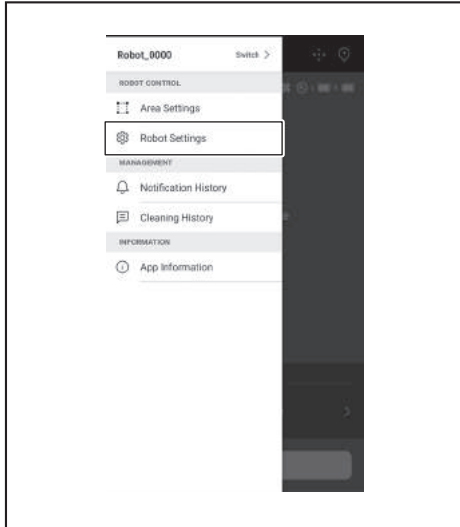 Robot_0000 Switch >
ROBOT CONTROL
Area Settings
Robot Settings
MANAGEMENT
Notification History
Cleaning History
INFORMATION
App Information